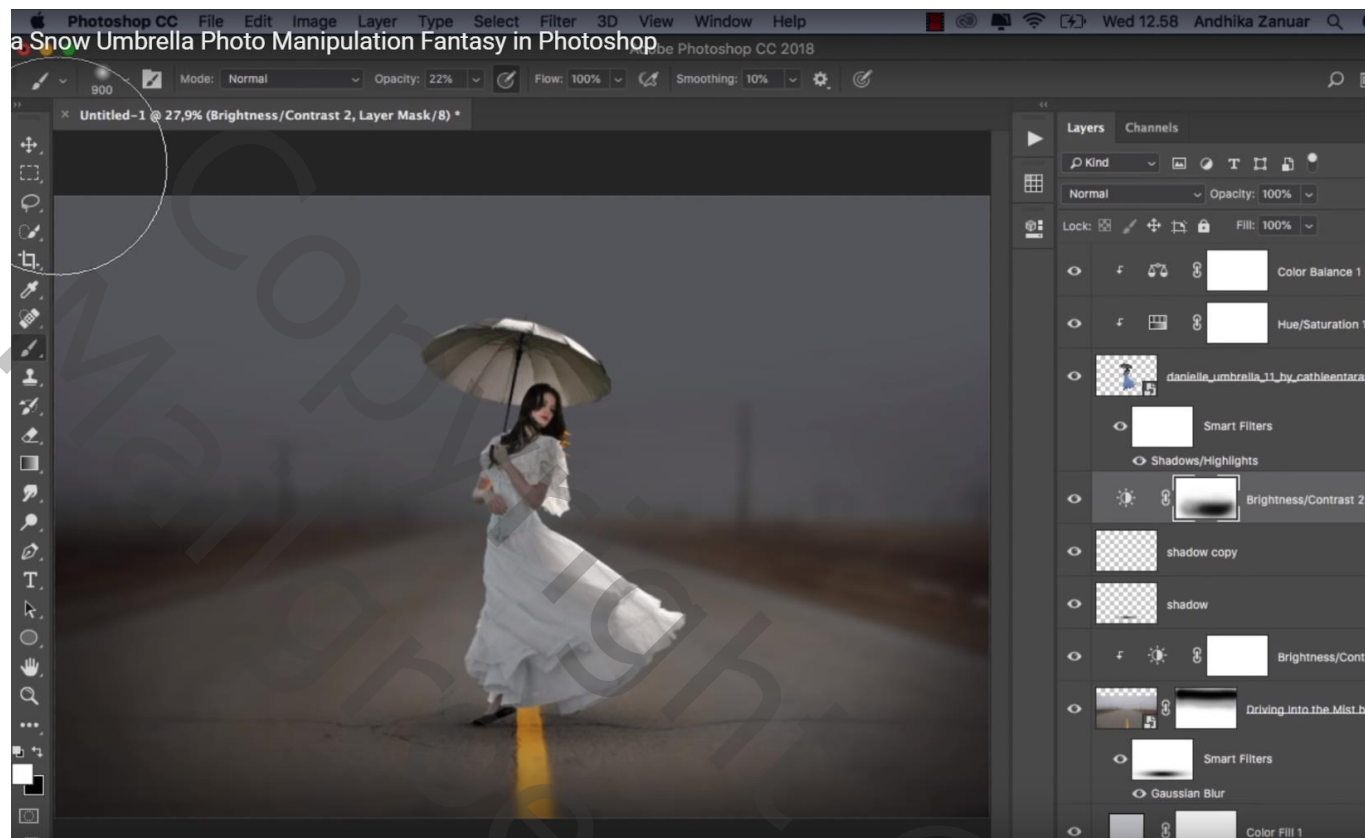 Photoshop CC File Edit Image Layer Type Select Filter 3D View Window Help Wed 12.58 Andhika Zanuar
a Snow Umbrella Photo Manipulation Fantasy in Photoshop
Adobe Photoshop CC 2018
900 Mode: Normal Opacity: 22% Flow: 100% Smoothing: 10%
Untitled-1 @ 27,9% (Brightness/Contrast 2, Layer Mask/8) *
Layers Channels
Kind
Normal Opacity: 100%
Lock: Fill: 100%
Color Balance 1
Hue/Saturation 1
danielle_umbrella_11_by_cathleentara
Smart Filters
Shadows/Highlights
Brightness/Contrast 2
shadow copy
shadow
Brightness/Cont
Driving Into the Mist b
Smart Filters
Gaussian Blur
Color Fill 1
Copyright